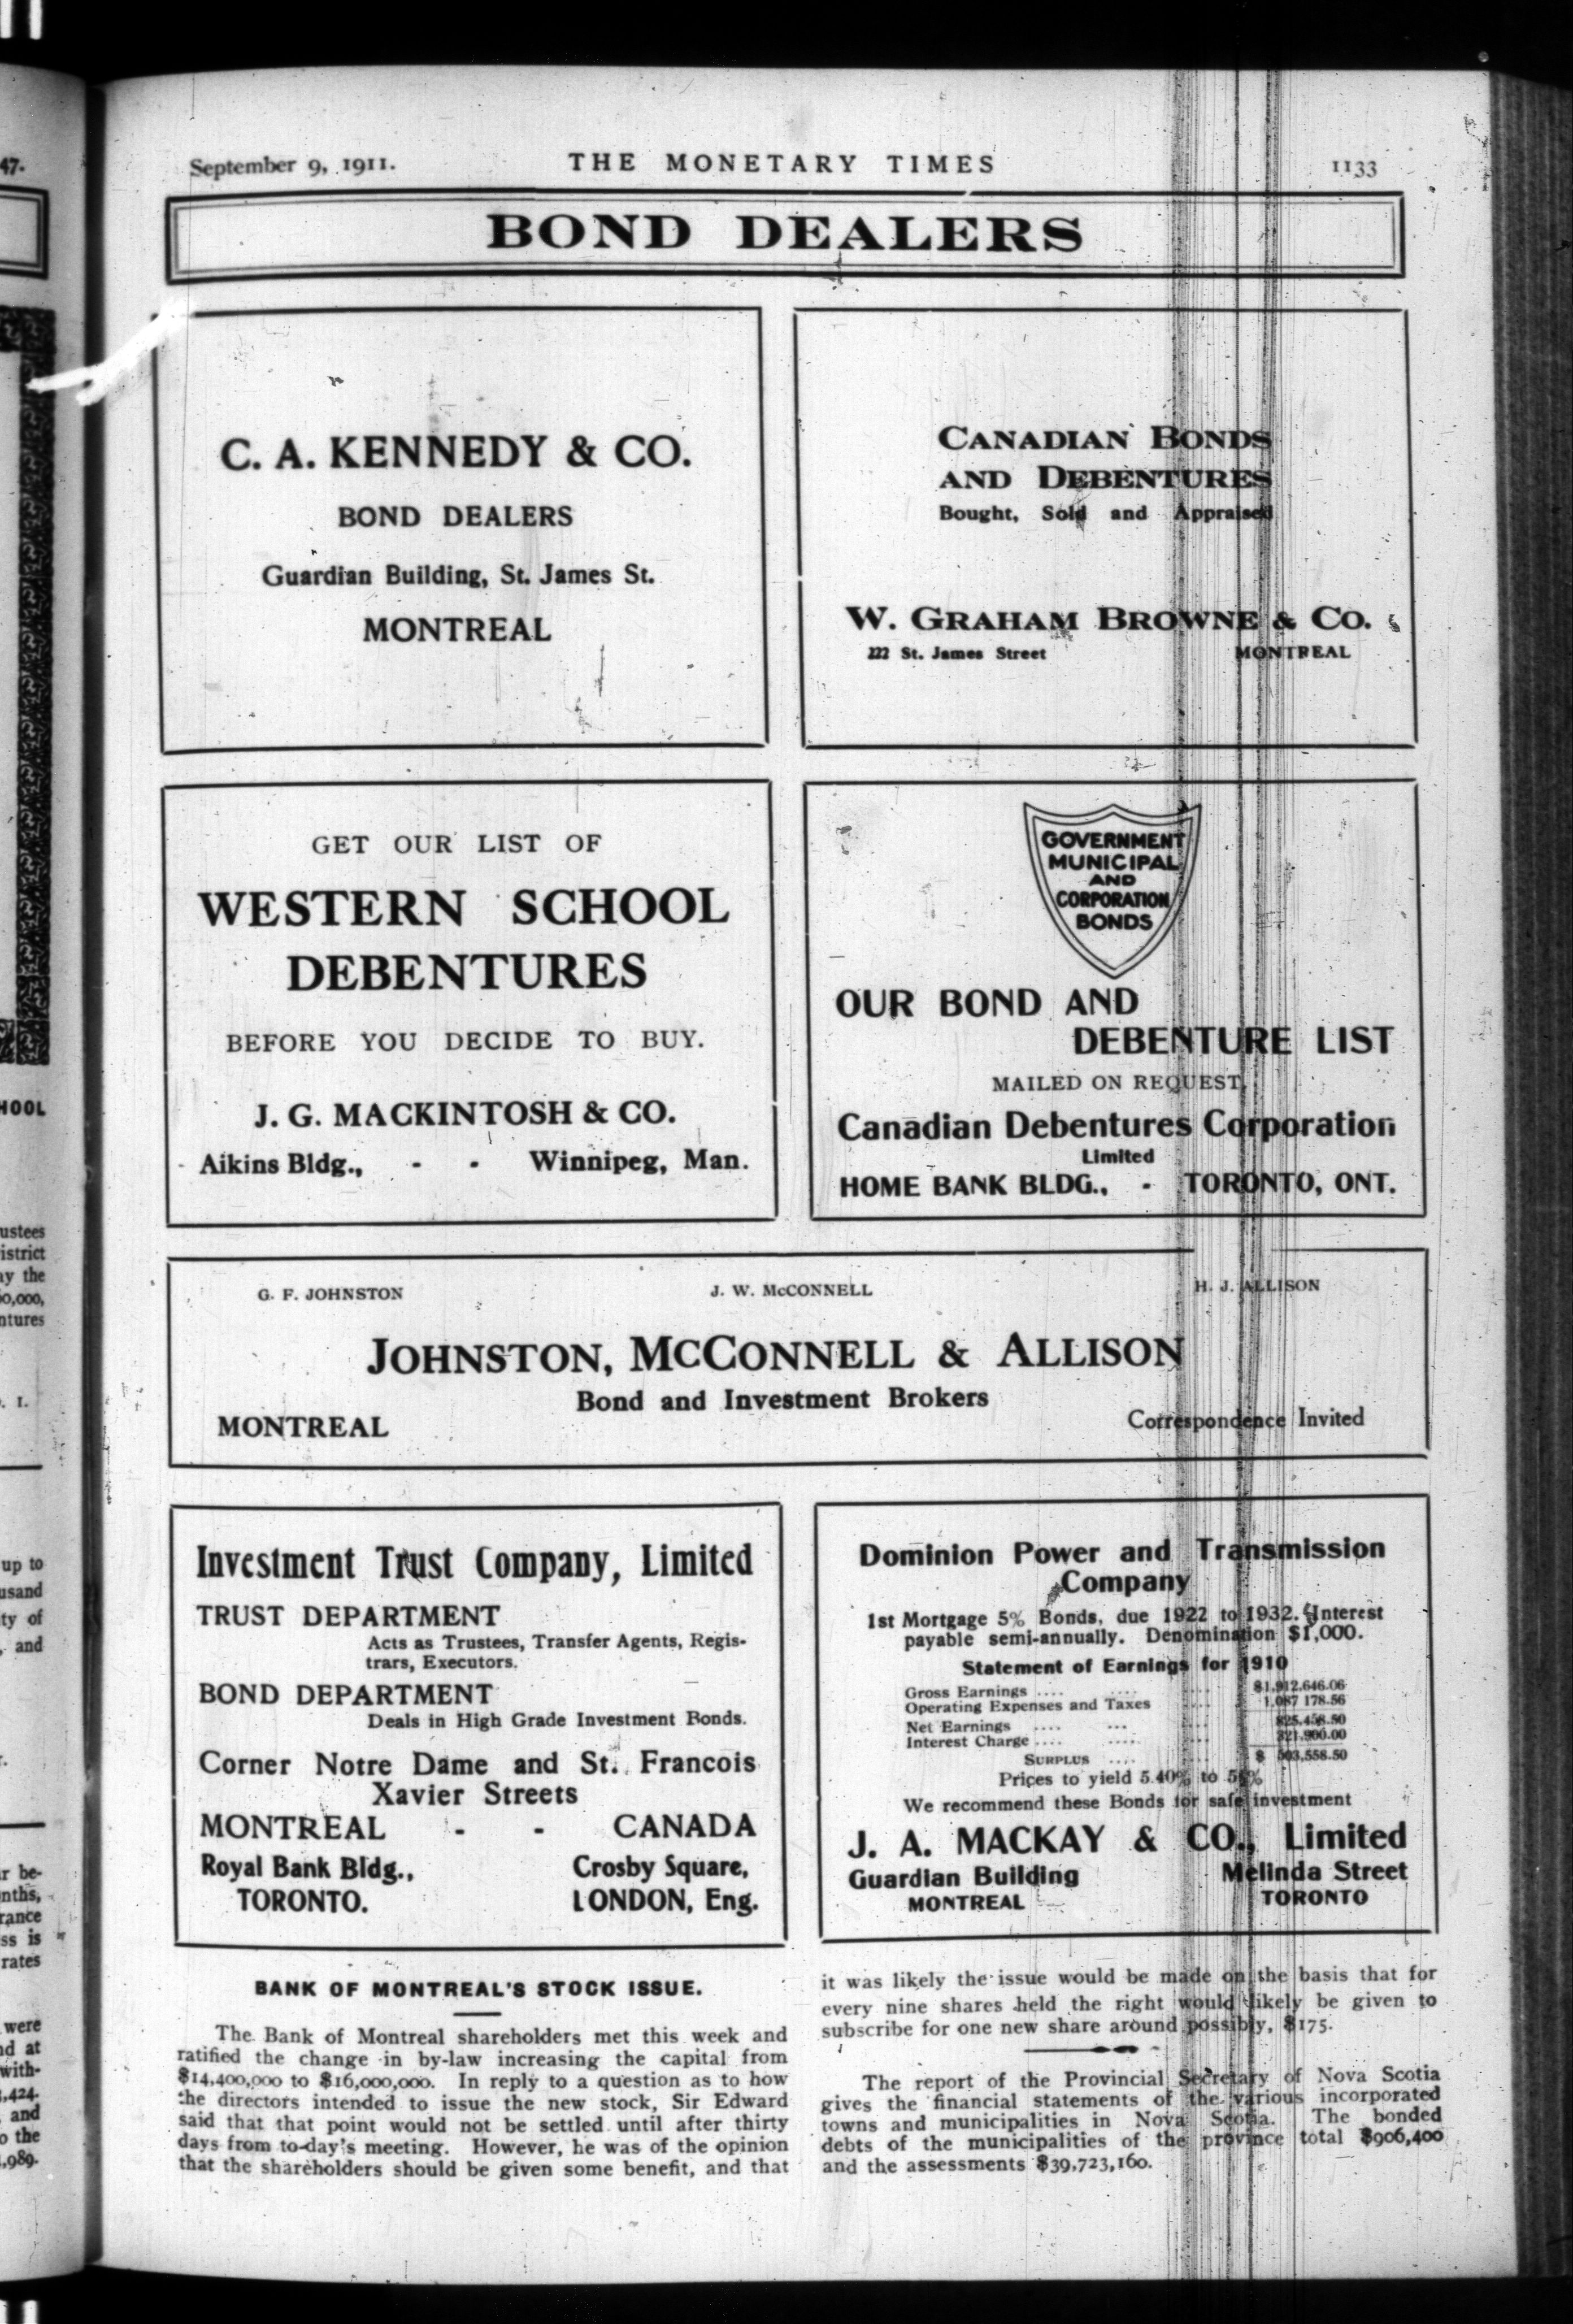 September 9, 1911.
THE MONETARY TIMES
1133
BOND DEALERS
C. A. KENNEDY & CO.
BOND DEALERS
Guardian Building, St. James St.
MONTREAL
CANADIAN BONDS
AND DEBENTURES
Bought, Sold and Appraised
W. GRAHAM BROWNE & CO.
222 St. James Street MONTREAL
GET OUR LIST OF
WESTERN SCHOOL
DEBENTURES
BEFORE YOU DECIDE TO BUY.
J. G. MACKINTOSH & CO.
Aikins Bldg., - - Winnipeg, Man.
GOVERNMENT
MUNICIPAL
AND
CORPORATION
BONDS
OUR BOND AND
DEBENTURE LIST
MAILED ON REQUEST.
Canadian Debentures Corporation
Limited
HOME BANK BLDG., - TORONTO, ONT.
G. F. JOHNSTON J. W. McCONNELL H. J. ALLISON
JOHNSTON, MCCONNELL & ALLISON
Bond and Investment Brokers
MONTREAL Correspondence Invited
Investment Trust Company, Limited
TRUST DEPARTMENT
Acts as Trustees, Transfer Agents, Regis-
trars, Executors.
BOND DEPARTMENT
Deals in High Grade Investment Bonds.
Corner Notre Dame and St. Francois
Xavier Streets
MONTREAL - - CANADA
Royal Bank Bldg., Crosby Square,
TORONTO. LONDON, Eng.
Dominion Power and Transmission
Company
1st Mortgage 5% Bonds, due 1922 to 1932. Interest
payable semi-annually. Denomination $1,000.
Statement of Earnings for 1910
Gross Earnings .... .... .... $1,912.646.06
Operating Expenses and Taxes .... 1,087 178.56
Net Earnings .... ... ....
Interest Charge .... ..... ....
SURPLUS .... .... $ 503,558.50
Prices to yield 5.40% to
We recommend these Bonds for safe investment
J. A. MACKAY & CO., Limited
Guardian Building Melinda Street
MONTREAL TORONTO
BANK OF MONTREAL'S STOCK ISSUE.
The Bank of Montreal shareholders met this week and
ratified the change in by-law increasing the capital from
$14,400,000 to $16,000,000. In reply to a question as to how
the directors intended to issue the new stock, Sir Edward
said that that point would not be settled until after thirty
days from to-day's meeting. However, he was of the opinion
that the shareholders should be given some benefit, and that
it was likely the issue would be made on the basis that for
every nine shares held the right would likely be given to
subscribe for one new share around possibly, $175.
The report of the Provincial Secretary of Nova Scotia
gives the financial statements of the various incorporated
towns and municipalities in Nova Scotia. The bonded
debts of the municipalities of the province total $906,400
and the assessments $39,723,160.